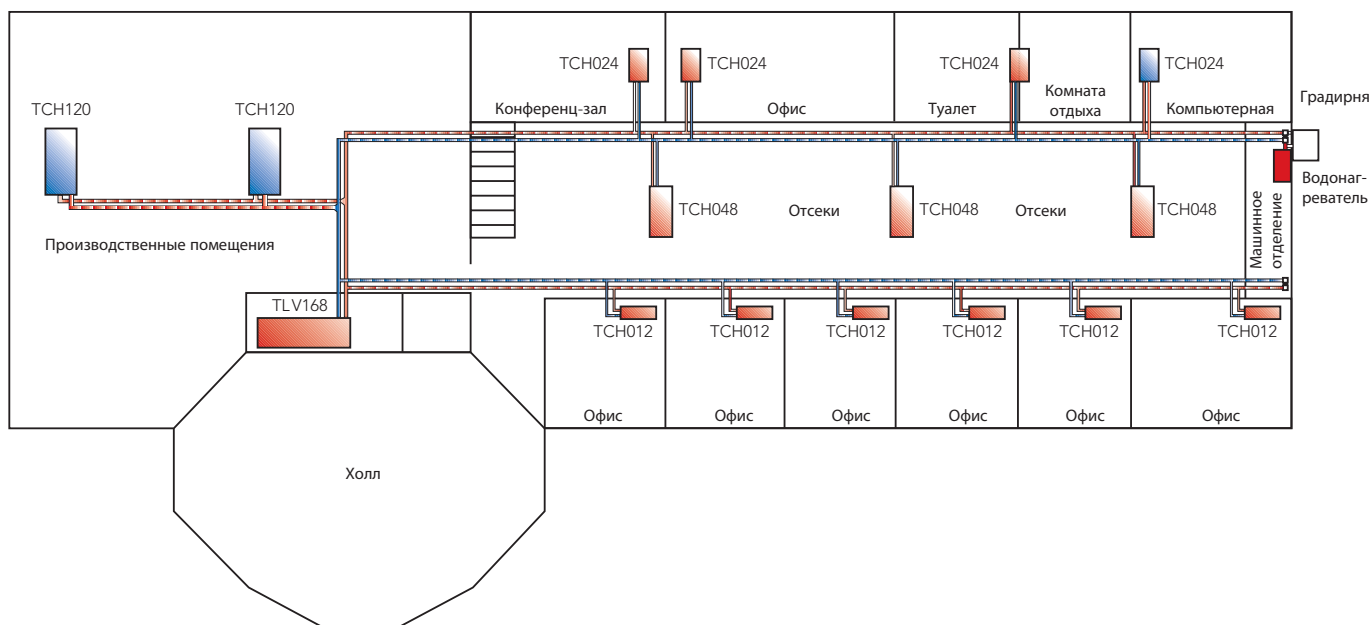 TCH024
TCH024
TCH024
TCH024
Конференц-зал
Офис
Туалет
Комната
отдыха
Компьютерная
Градирня
TCH120
TCH120
Водонаг-
реватель
TCH048
Отсеки
TCH048
Отсеки
TCH048
Машинное
отделение
Производственные помещения
TLV168
TCH012
TCH012
TCH012
TCH012
TCH012
TCH012
Офис
Офис
Офис
Офис
Офис
Офис
Холл